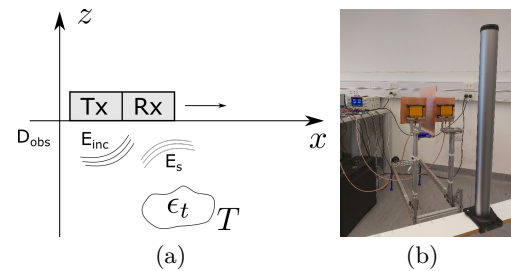 z
Tx Rx
x
D_obs
E_inc
E_s
ϵ_t
T
(a) (b)